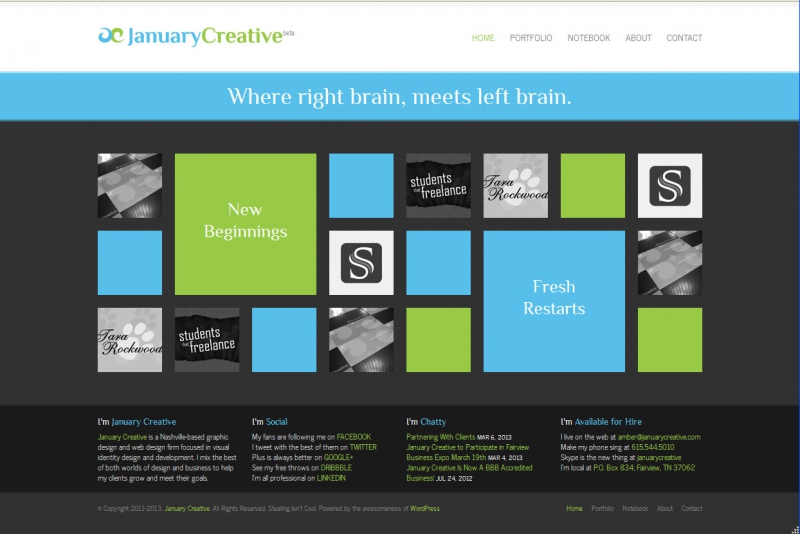 JanuaryCreative beta
HOME PORTFOLIO NOTEBOOK ABOUT CONTACT
Where right brain, meets left brain.
students
that
freelance
Tara
Rockwood
S
New
Beginnings
S
Fresh
Restarts
Tara
Rockwood
students
that
freelance
I'm January Creative
January Creative is a Nashville-based graphic
design and web design firm focused in visual
identity design and development. I mix the best
of both worlds of design and business to help
my clients grow and meet their goals.
I'm Social
My fans are following me on FACEBOOK
I tweet with the best of them on TWITTER
Plus is always better on GOOGLE+
See my free throws on DRIBBBLE
I'm all professional on LINKEDIN
I'm Chatty
Partnering With Clients MAR 6, 2013
January Creative to Participate in Fairview
Business Expo March 19th MAR 4, 2013
January Creative Is Now A BBB Accredited
Business! JUL 24, 2012
I'm Available for Hire
I live on the web at amber@januarycreative.com
Make my phone sing at 615.544.5010
Skype is the new thing at januarycreative
I'm local at P.O. Box 834, Fairview, TN 37062
© Copyright 2011-2013, January Creative. All Rights Reserved. Stealing Isn't Cool. Powered by the awesomeness of WordPress.
Home Portfolio Notebook About Contact